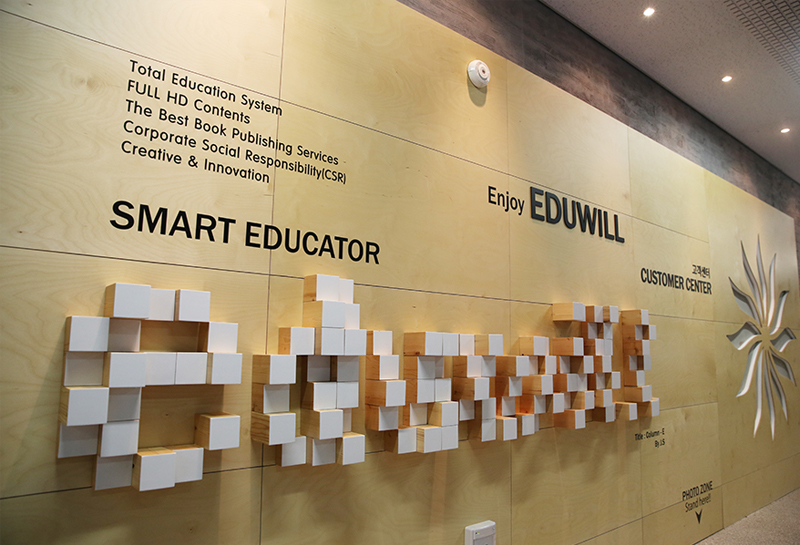 Total Education System
FULL HD Contents
The Best Book Publishing Services
Corporate Social Responsibility(CSR)
Creative & Innovation
SMART EDUCATOR
Enjoy EDUWILL
고객센터
CUSTOMER CENTER
eduwill
Title : Column - E
By J.S
PHOTO ZONE
Stand here!!